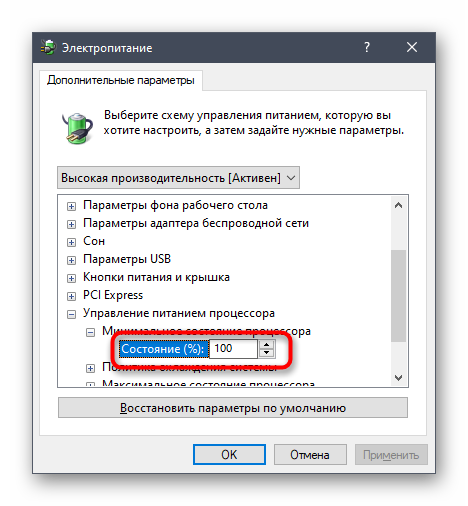 Электропитание
Дополнительные параметры
Выберите схему управления питанием, которую вы
хотите настроить, а затем задайте нужные параметры.
Высокая производительность [Активен]
Параметры фона рабочего стола
Параметры адаптера беспроводной сети
Сон
Параметры USB
Кнопки питания и крышка
PCI Express
Управление питанием процессора
Минимальное состояние процессора
Состояние (%): 100
Политика охлаждения системы
Максимальное состояние процессора
Восстановить параметры по умолчанию
OK Отмена Применить